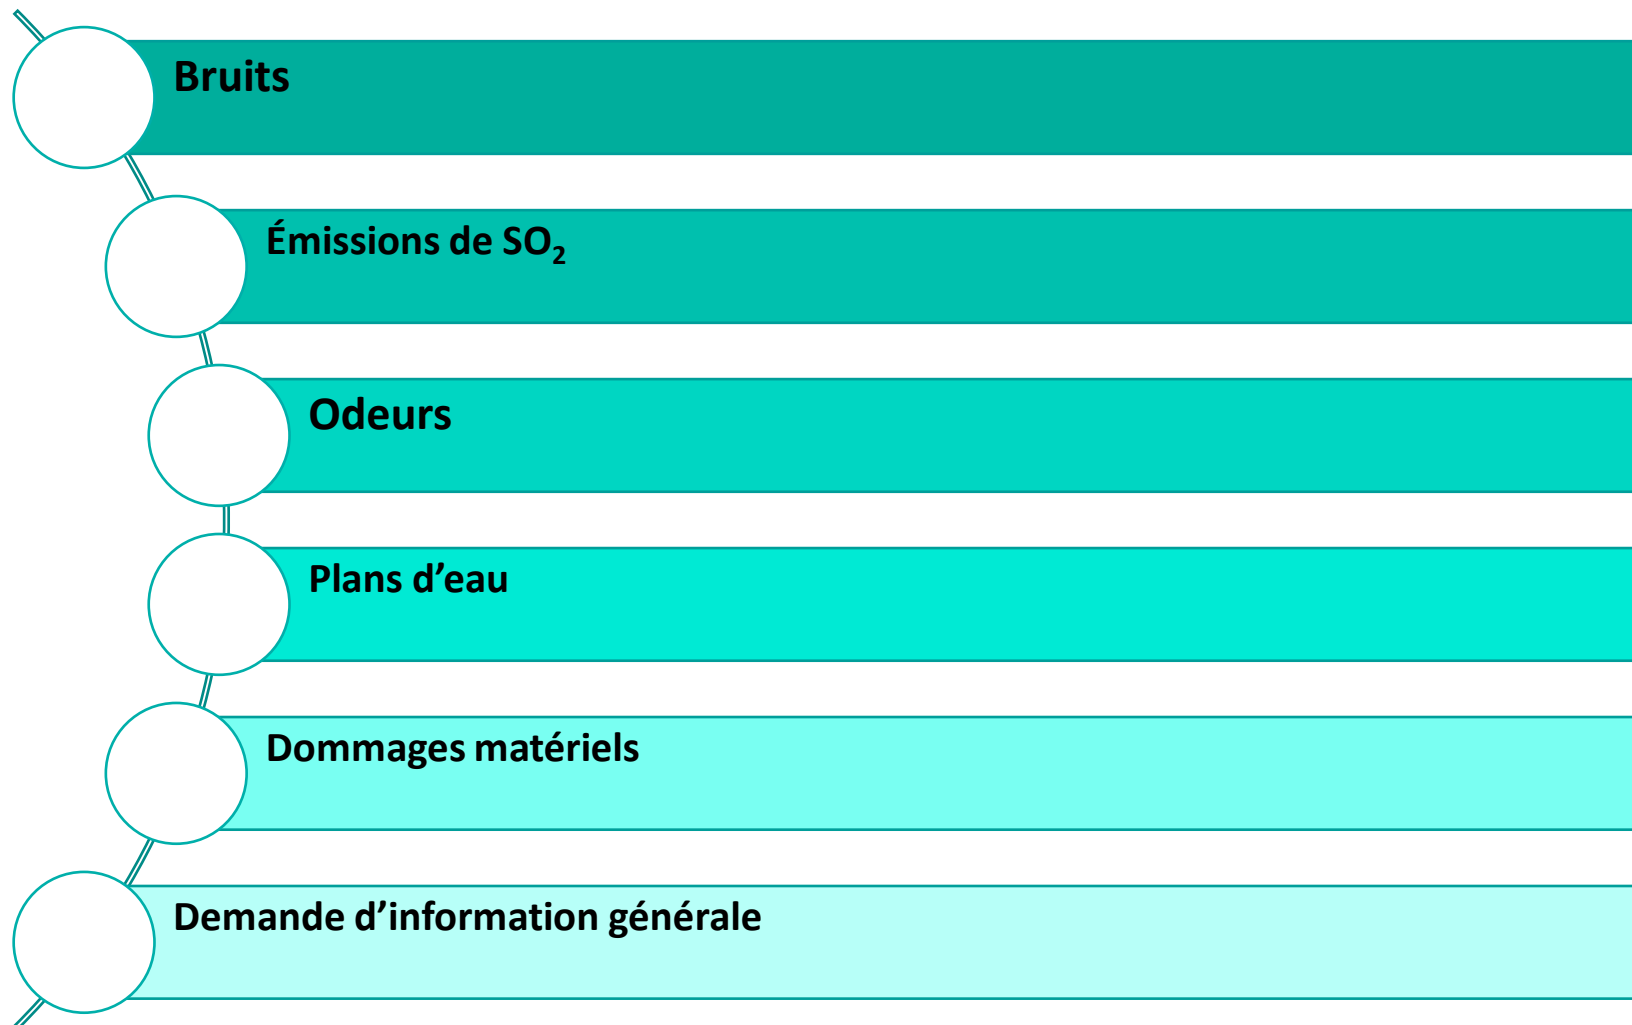 Bruits
Émissions de SO₂
Odeurs
Plans d’eau
Dommages matériels
Demande d’information générale